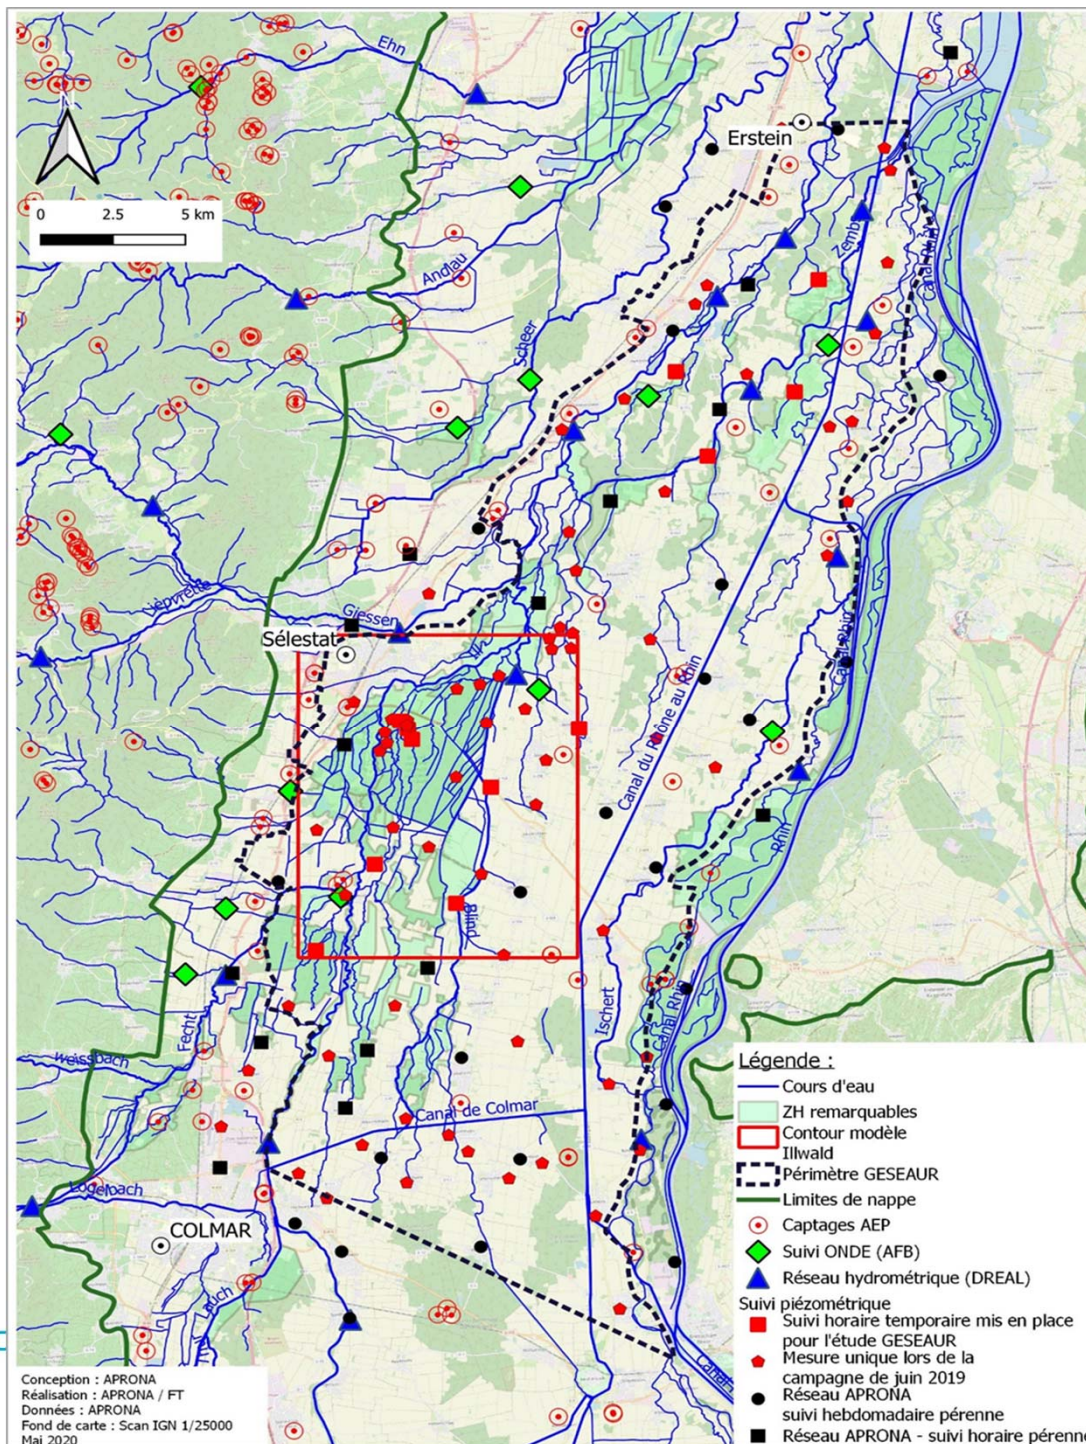 Ehn
N
Erstein
0 2.5 5 km
Zemb
Canal Rhin
Andlau
Scheer
Giessen
Sélestat
Ill
Canal du Rhône au Rhin
Canal Rhin
Rhin
Blind
Ischert
Canal Rhin
Fecht
Weissbach
Canal de Colmar
Logelbach
COLMAR
Lauch
Canal
Légende :
Cours d'eau
ZH remarquables
Contour modèle
Illwald
Périmètre GESEAUR
Limites de nappe
Captages AEP
Suivi ONDE (AFB)
Réseau hydrométrique (DREAL)
Suivi piézométrique
Suivi horaire temporaire mis en place
pour l'étude GESEAUR
Mesure unique lors de la
campagne de juin 2019
Réseau APRONA
suivi hebdomadaire pérenne
Réseau APRONA - suivi horaire pérenne
Conception : APRONA
Réalisation : APRONA / FT
Données : APRONA
Fond de carte : Scan IGN 1/25000
Mai 2020